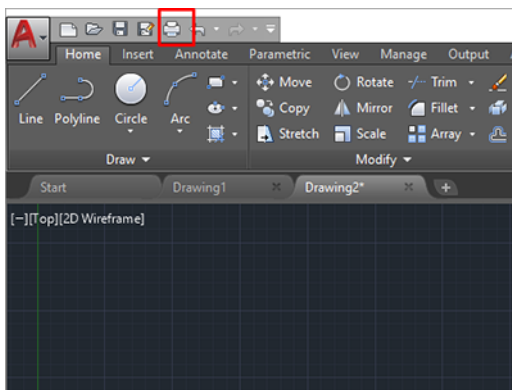 A
Home Insert Annotate Parametric View Manage Output
Move Rotate Trim
Line Polyline Circle Arc Copy Mirror Fillet
Stretch Scale Array
Draw Modify
Start Drawing1 Drawing2*
[−][Top][2D Wireframe]